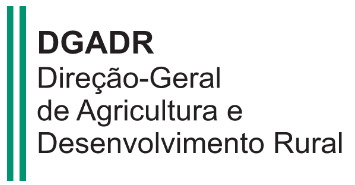 DGADR
Direção-Geral
de Agricultura e
Desenvolvimento Rural